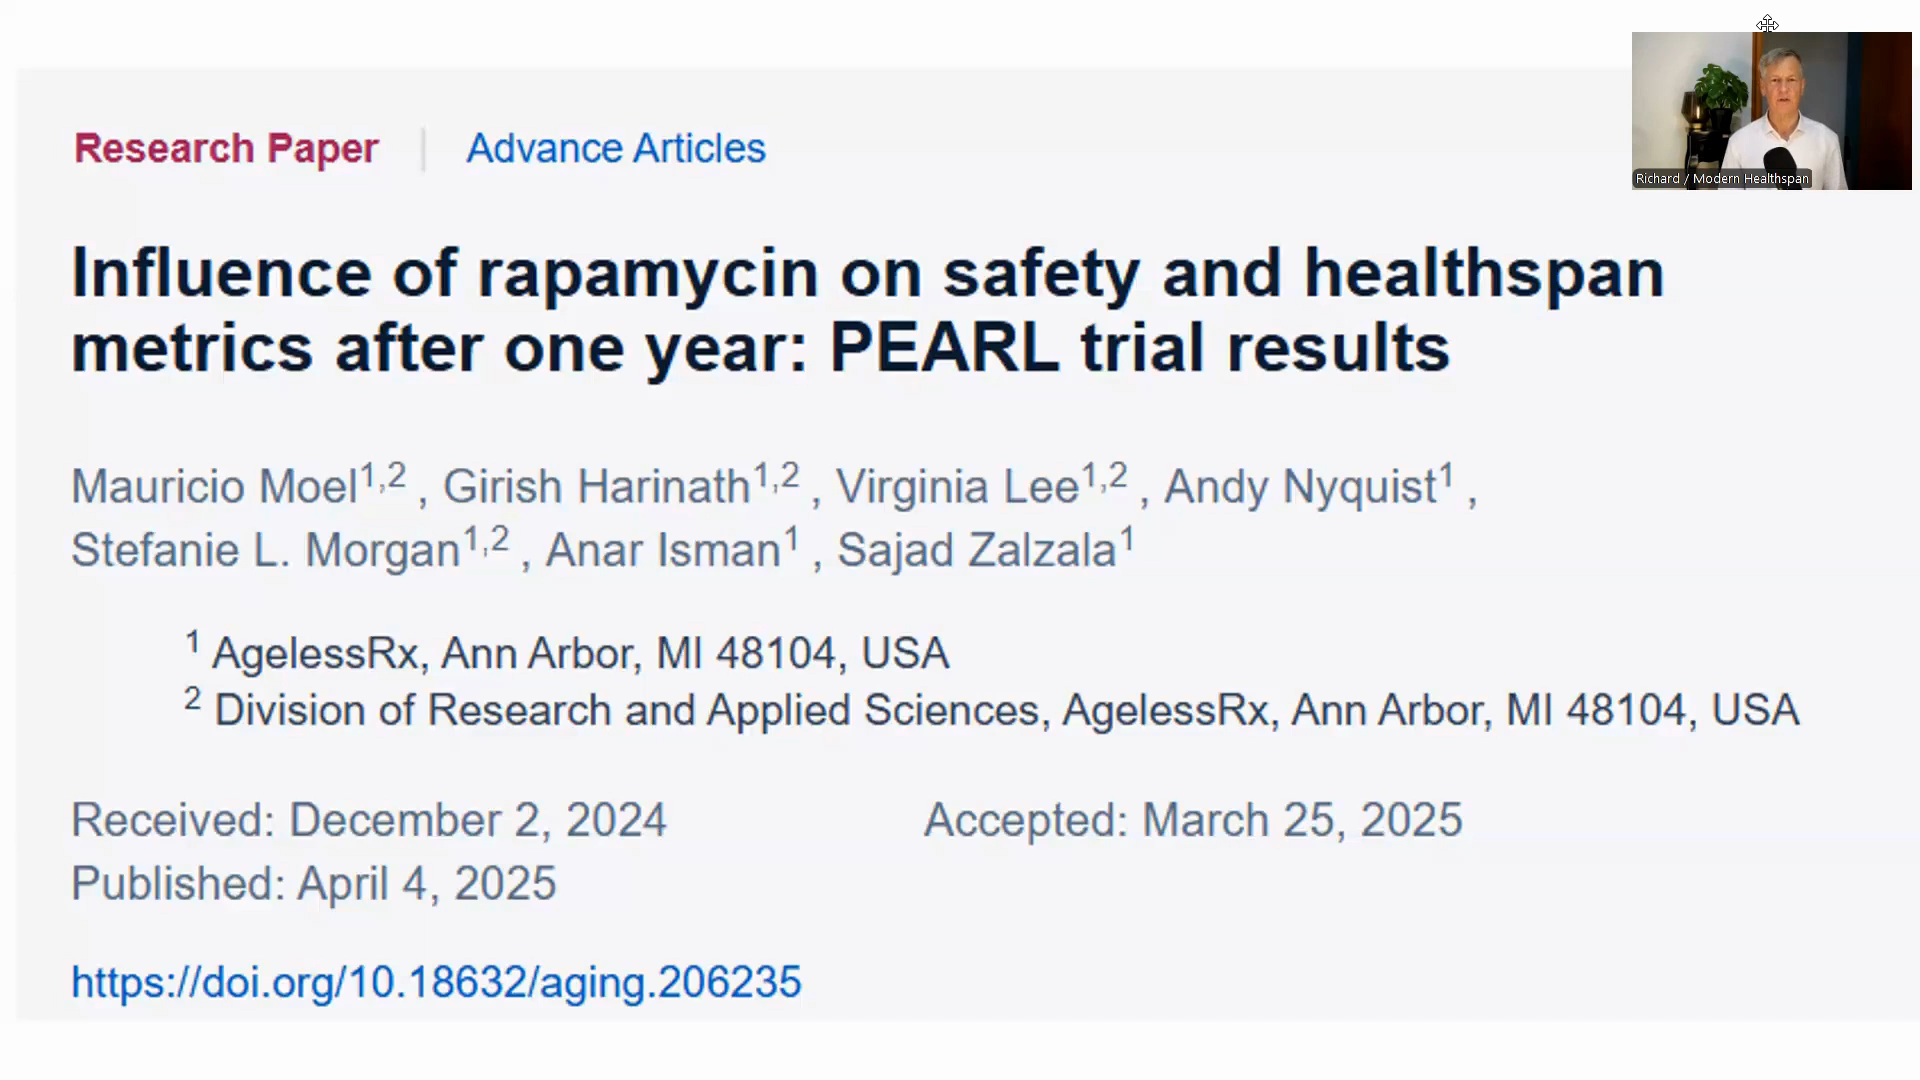 Research Paper | Advance Articles
Richard / Modern Healthspan
Influence of rapamycin on safety and healthspan
metrics after one year: PEARL trial results
Mauricio Moel1,2 , Girish Harinath1,2 , Virginia Lee1,2 , Andy Nyquist1 ,
Stefanie L. Morgan1,2 , Anar Isman1 , Sajad Zalzala1
1 AgelessRx, Ann Arbor, MI 48104, USA
2 Division of Research and Applied Sciences, AgelessRx, Ann Arbor, MI 48104, USA
Received: December 2, 2024 Accepted: March 25, 2025
Published: April 4, 2025
https://doi.org/10.18632/aging.206235